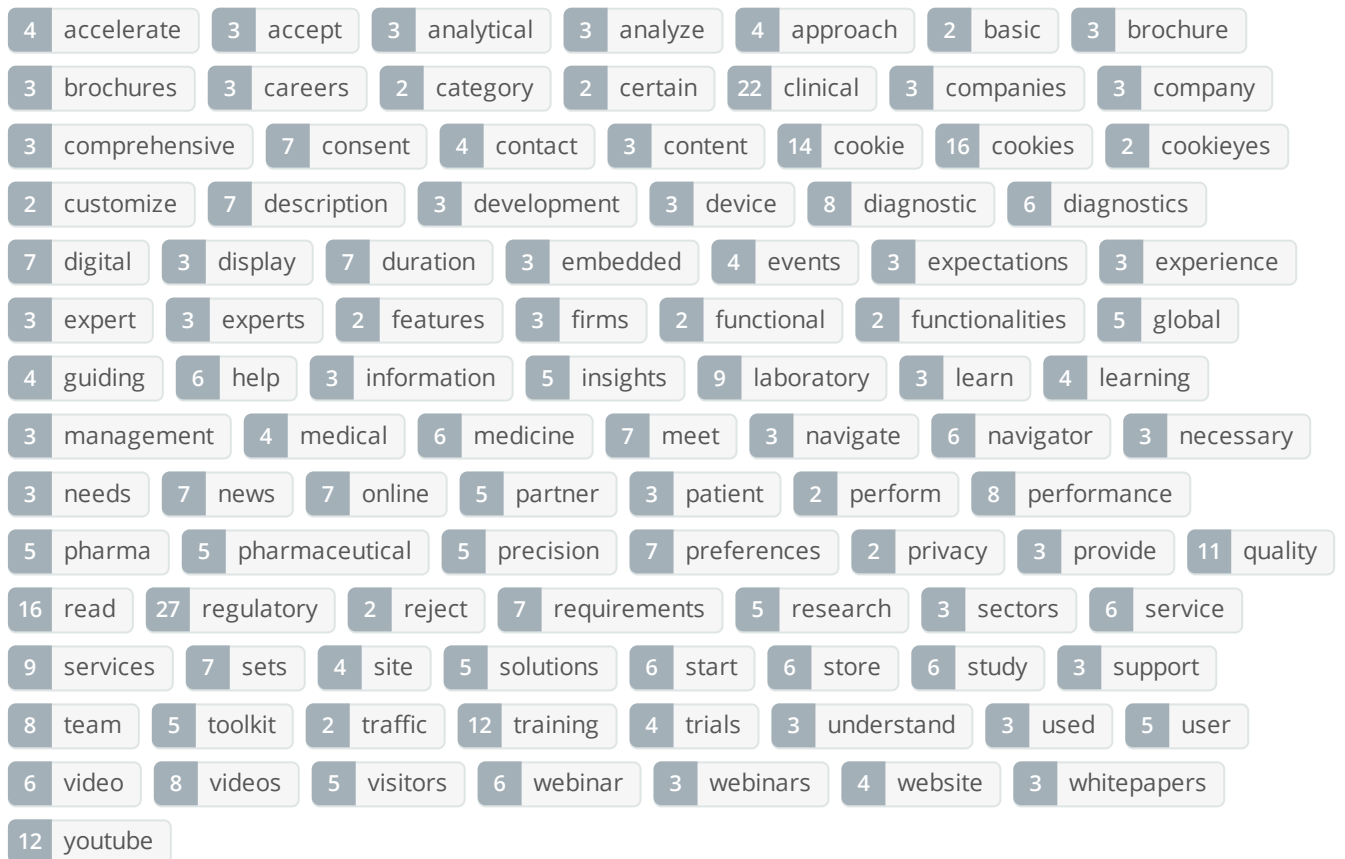 4 accelerate 3 accept 3 analytical 3 analyze 4 approach 2 basic 3 brochure
3 brochures 3 careers 2 category 2 certain 22 clinical 3 companies 3 company
3 comprehensive 7 consent 4 contact 3 content 14 cookie 16 cookies 2 cookieyes
2 customize 7 description 3 development 3 device 8 diagnostic 6 diagnostics
7 digital 3 display 7 duration 3 embedded 4 events 3 expectations 3 experience
3 expert 3 experts 2 features 3 firms 2 functional 2 functionalities 5 global
4 guiding 6 help 3 information 5 insights 9 laboratory 3 learn 4 learning
3 management 4 medical 6 medicine 7 meet 3 navigate 6 navigator 3 necessary
3 needs 7 news 7 online 5 partner 3 patient 2 perform 8 performance
5 pharma 5 pharmaceutical 5 precision 7 preferences 2 privacy 3 provide 11 quality
16 read 27 regulatory 2 reject 7 requirements 5 research 3 sectors 6 service
9 services 7 sets 4 site 5 solutions 6 start 6 store 6 study 3 support
8 team 5 toolkit 2 traffic 12 training 4 trials 3 understand 3 used 5 user
6 video 8 videos 5 visitors 6 webinar 3 webinars 4 website 3 whitepapers
12 youtube